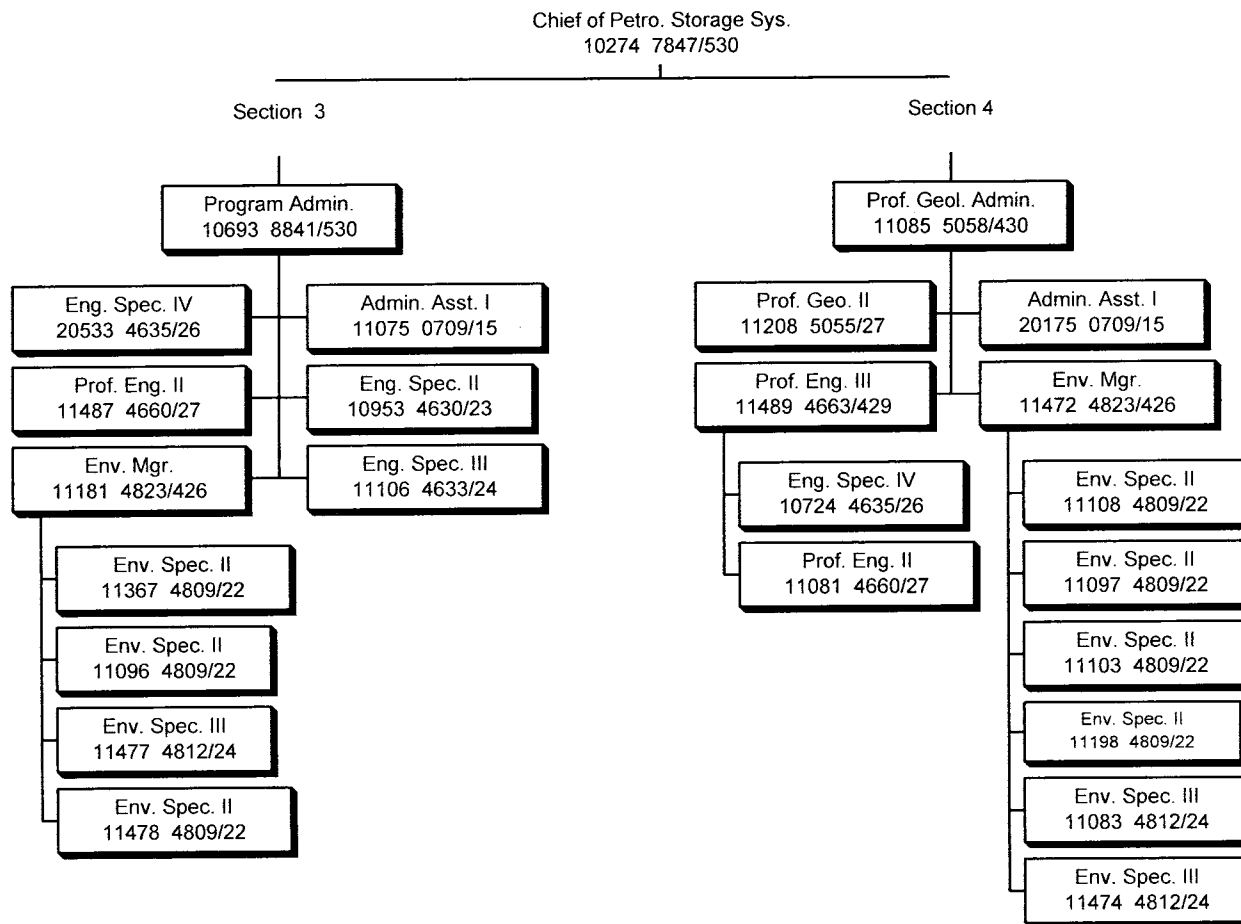 Chief of Petro. Storage Sys.
10274 7847/530
Section 3
Program Admin.
10693 8841/530
Eng. Spec. IV
20533 4635/26
Admin. Asst. I
11075 0709/15
Prof. Eng. II
11487 4660/27
Eng. Spec. II
10953 4630/23
Env. Mgr.
11181 4823/426
Eng. Spec. III
11106 4633/24
Env. Spec. II
11367 4809/22
Env. Spec. II
11096 4809/22
Env. Spec. III
11477 4812/24
Env. Spec. II
11478 4809/22
Section 4
Prof. Geol. Admin.
11085 5058/430
Prof. Geo. II
11208 5055/27
Admin. Asst. I
20175 0709/15
Prof. Eng. III
11489 4663/429
Env. Mgr.
11472 4823/426
Eng. Spec. IV
10724 4635/26
Prof. Eng. II
11081 4660/27
Env. Spec. II
11108 4809/22
Env. Spec. II
11097 4809/22
Env. Spec. II
11103 4809/22
Env. Spec. II
11198 4809/22
Env. Spec. III
11083 4812/24
Env. Spec. III
11474 4812/24